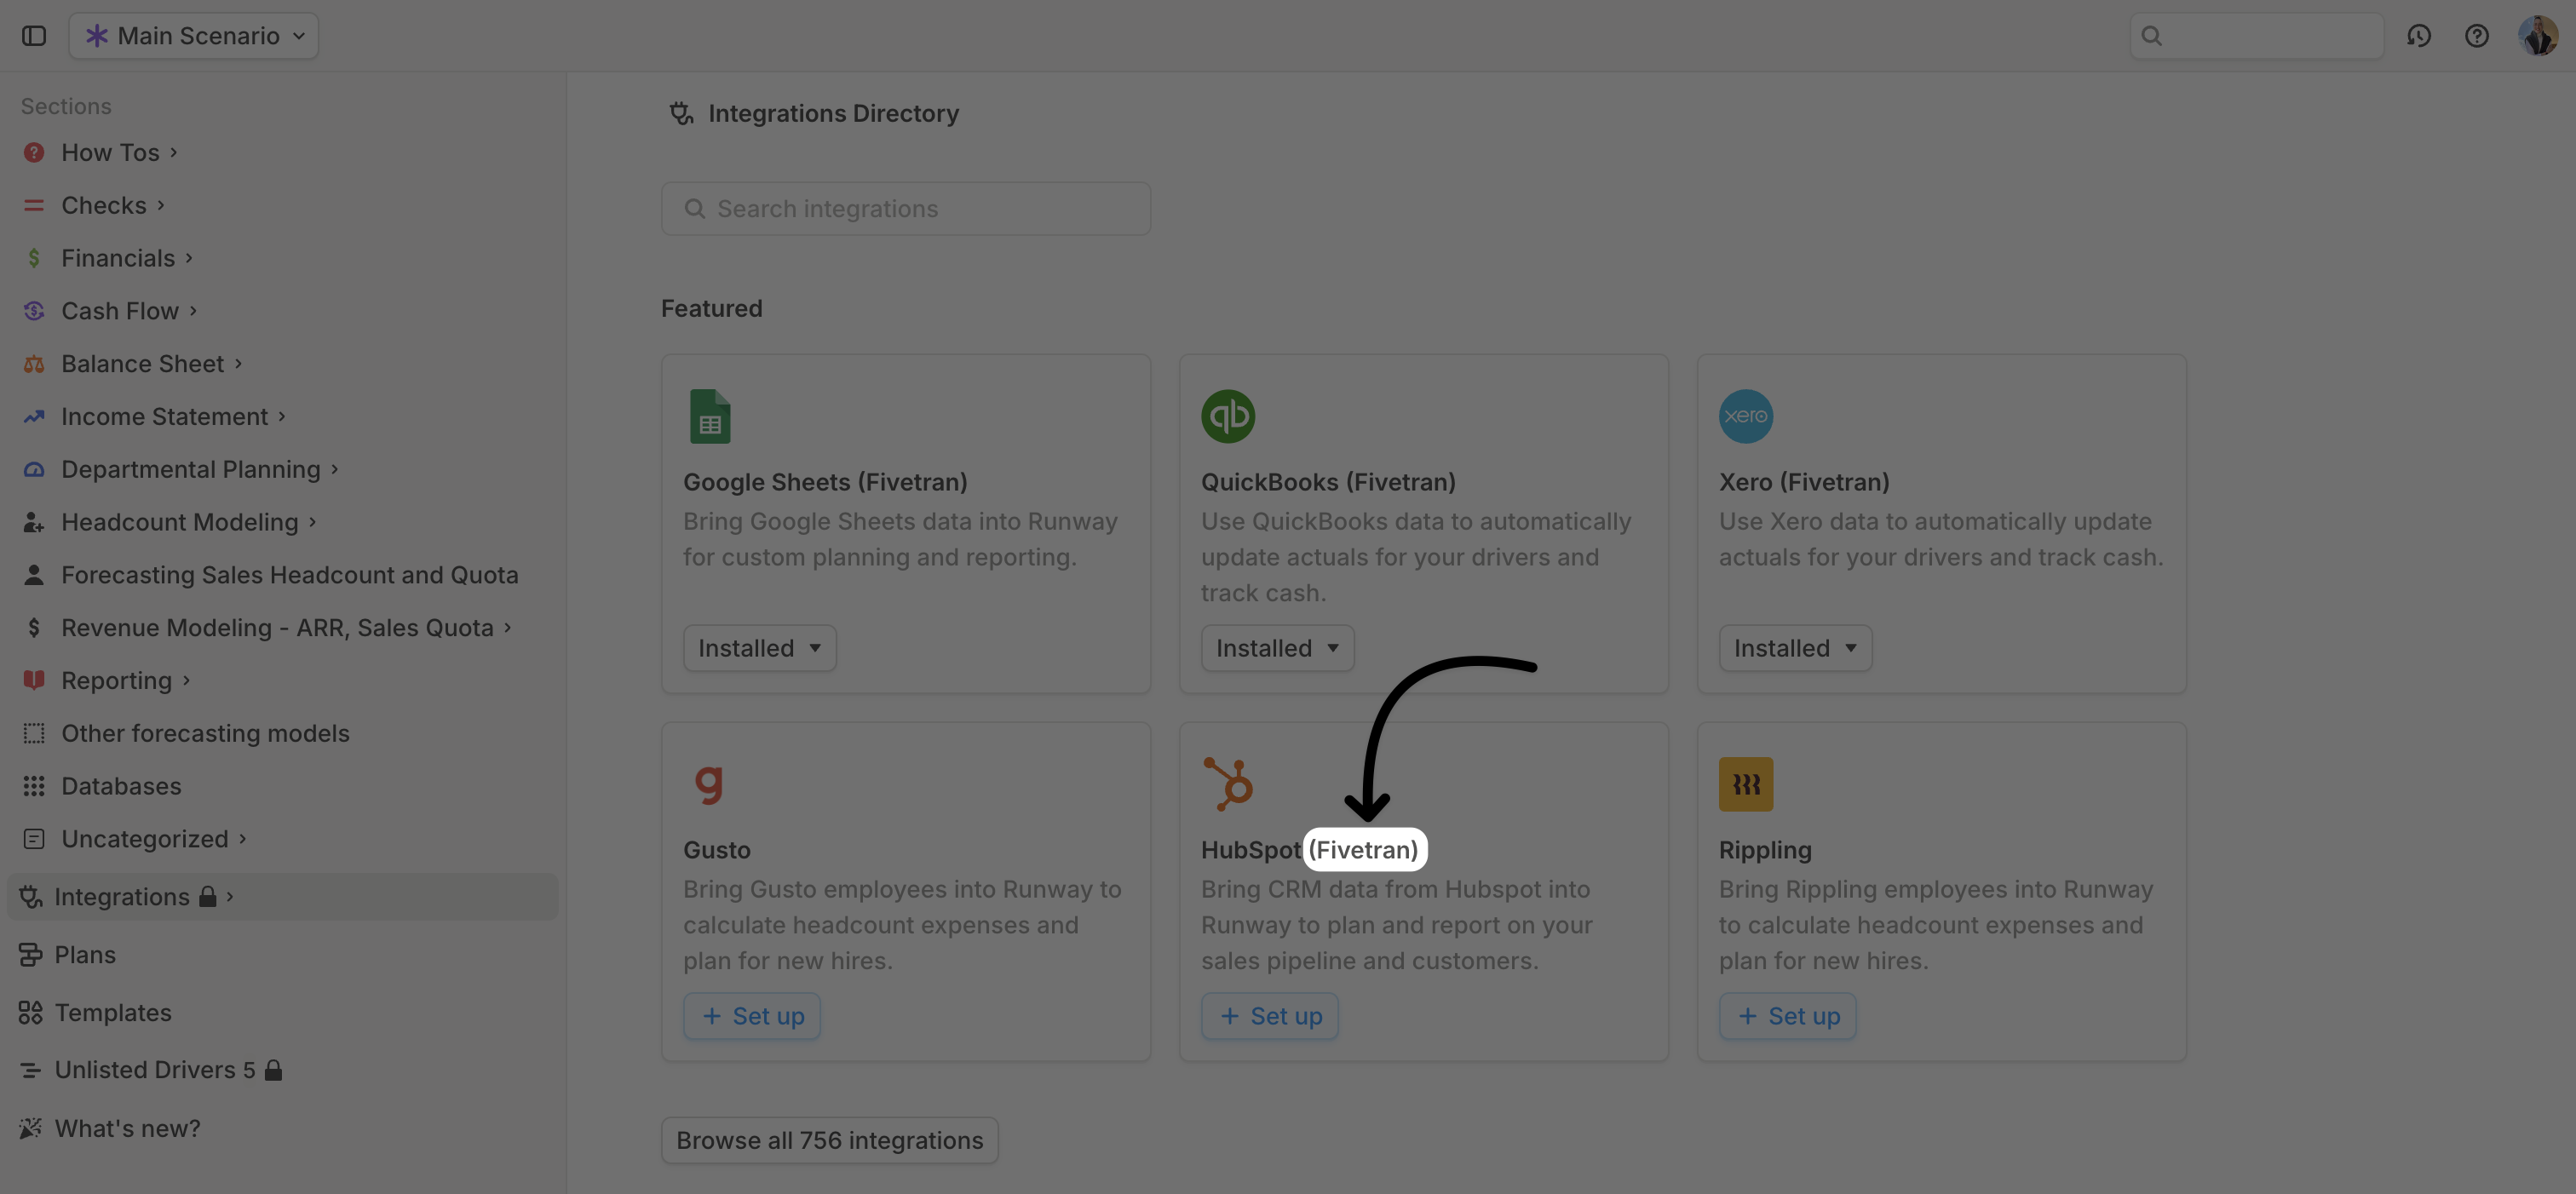 Main Scenario
Sections
How Tos
Checks
Financials
Cash Flow
Balance Sheet
Income Statement
Departmental Planning
Headcount Modeling
Forecasting Sales Headcount and Quota
Revenue Modeling - ARR, Sales Quota
Reporting
Other forecasting models
Databases
Uncategorized
Integrations
Plans
Templates
Unlisted Drivers 5
What's new?
Integrations Directory
Search integrations
Featured
Google Sheets (Fivetran)
Bring Google Sheets data into Runway
for custom planning and reporting.
Installed
qb
QuickBooks (Fivetran)
Use QuickBooks data to automatically
update actuals for your drivers and
track cash.
Installed
xero
Xero (Fivetran)
Use Xero data to automatically update
actuals for your drivers and track cash.
Installed
g
Gusto
Bring Gusto employees into Runway to
calculate headcount expenses and
plan for new hires.
+ Set up
HubSpot (Fivetran)
Bring CRM data from Hubspot into
Runway to plan and report on your
sales pipeline and customers.
+ Set up
Rippling
Bring Rippling employees into Runway
to calculate headcount expenses and
plan for new hires.
+ Set up
Browse all 756 integrations